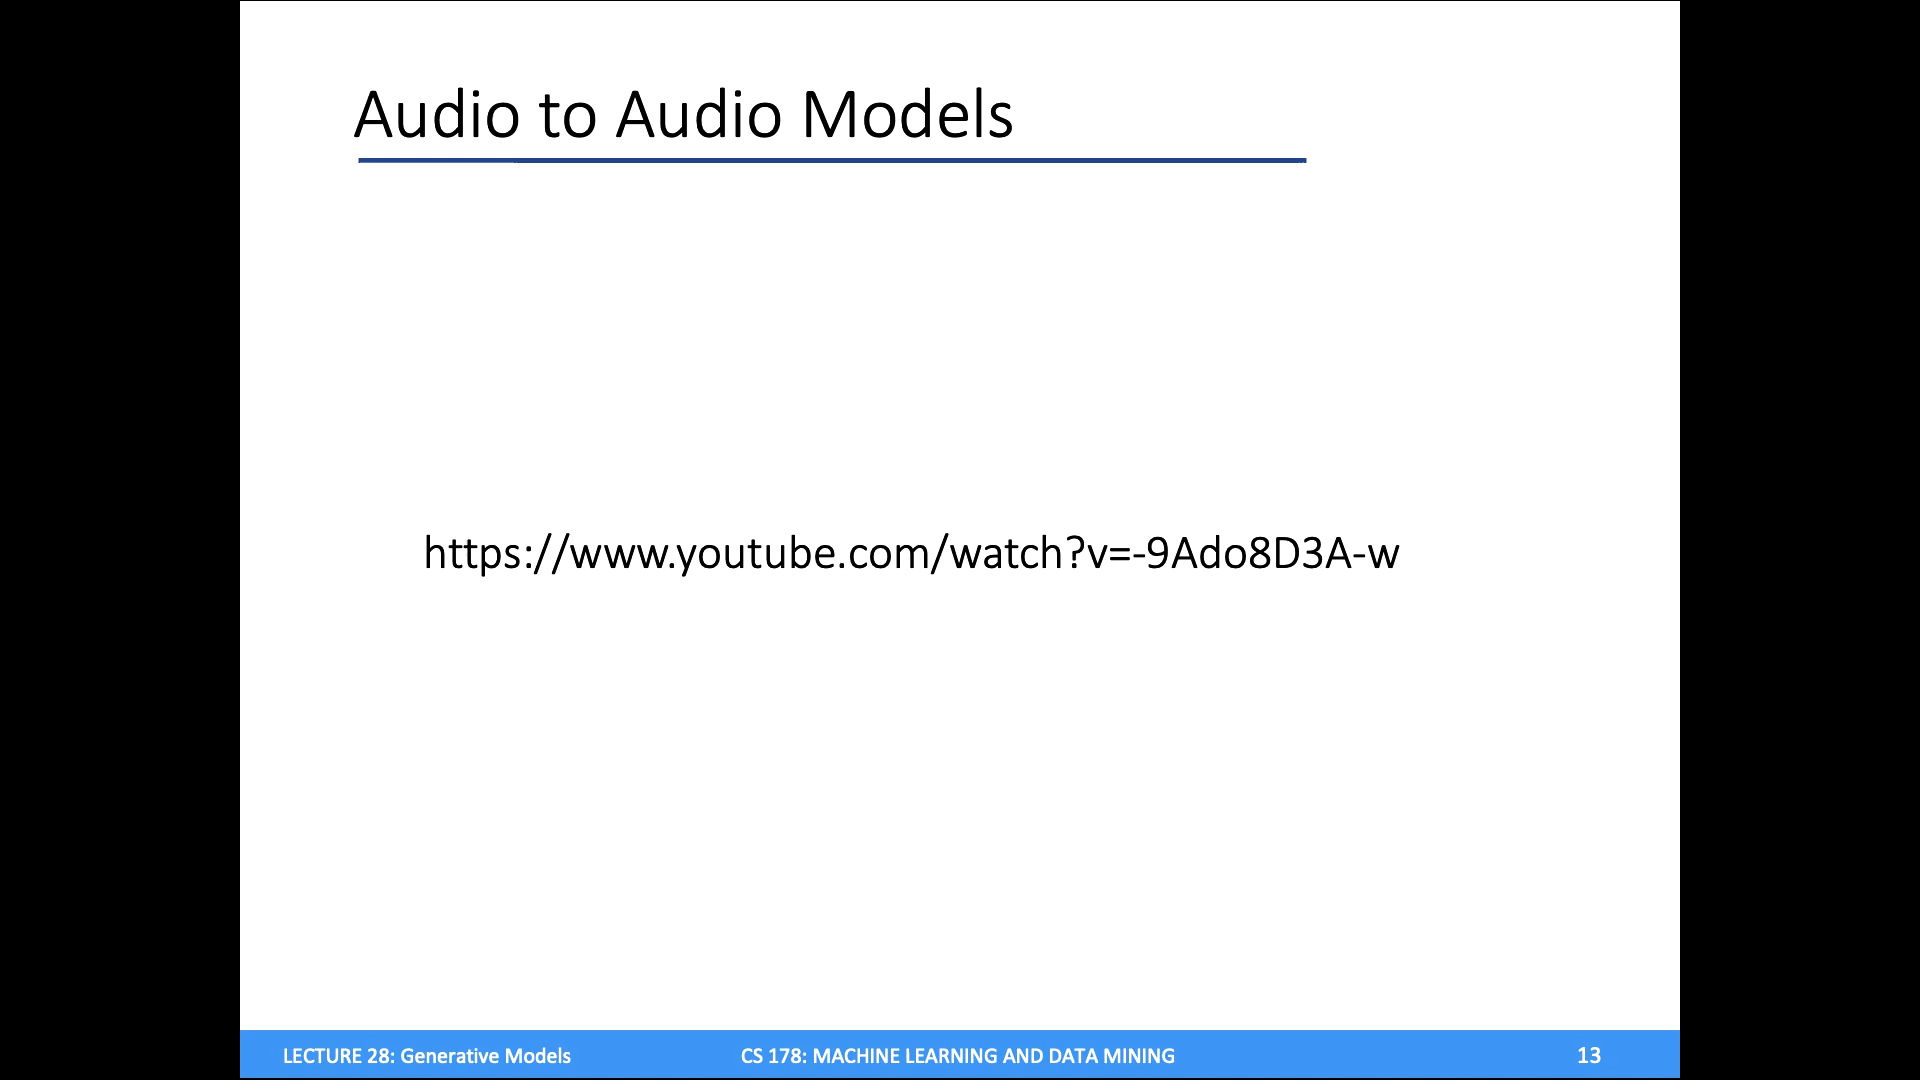 Audio to Audio Models
https://www.youtube.com/watch?v=-9Ado8D3A-w
LECTURE 28: Generative Models
CS 178: MACHINE LEARNING AND DATA MINING
13